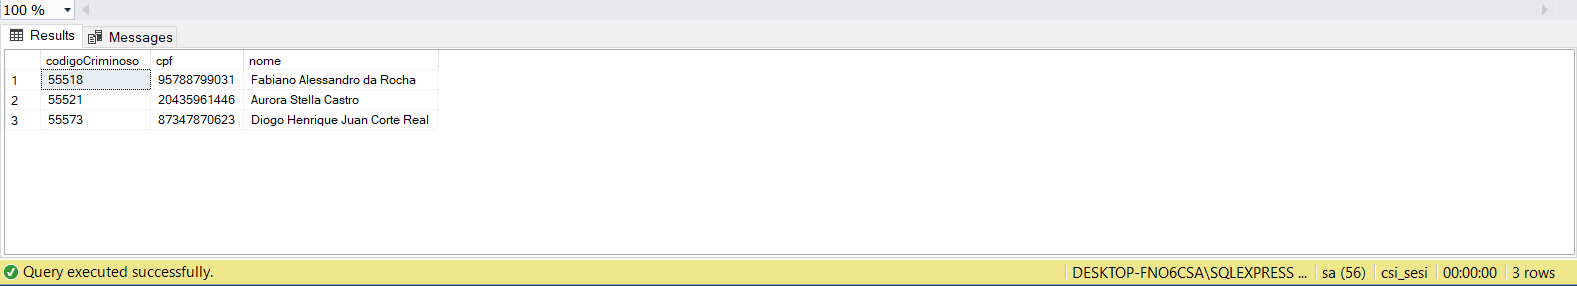 100 %
Results Messages
codigoCriminoso cpf nome
1 55518 95788799031 Fabiano Alessandro da Rocha
2 55521 20435961446 Aurora Stella Castro
3 55573 87347870623 Diogo Henrique Juan Corte Real
Query executed successfully. DESKTOP-FNO6CSA\SQLEXPRESS ... sa (56) csi_sesi 00:00:00 3 rows